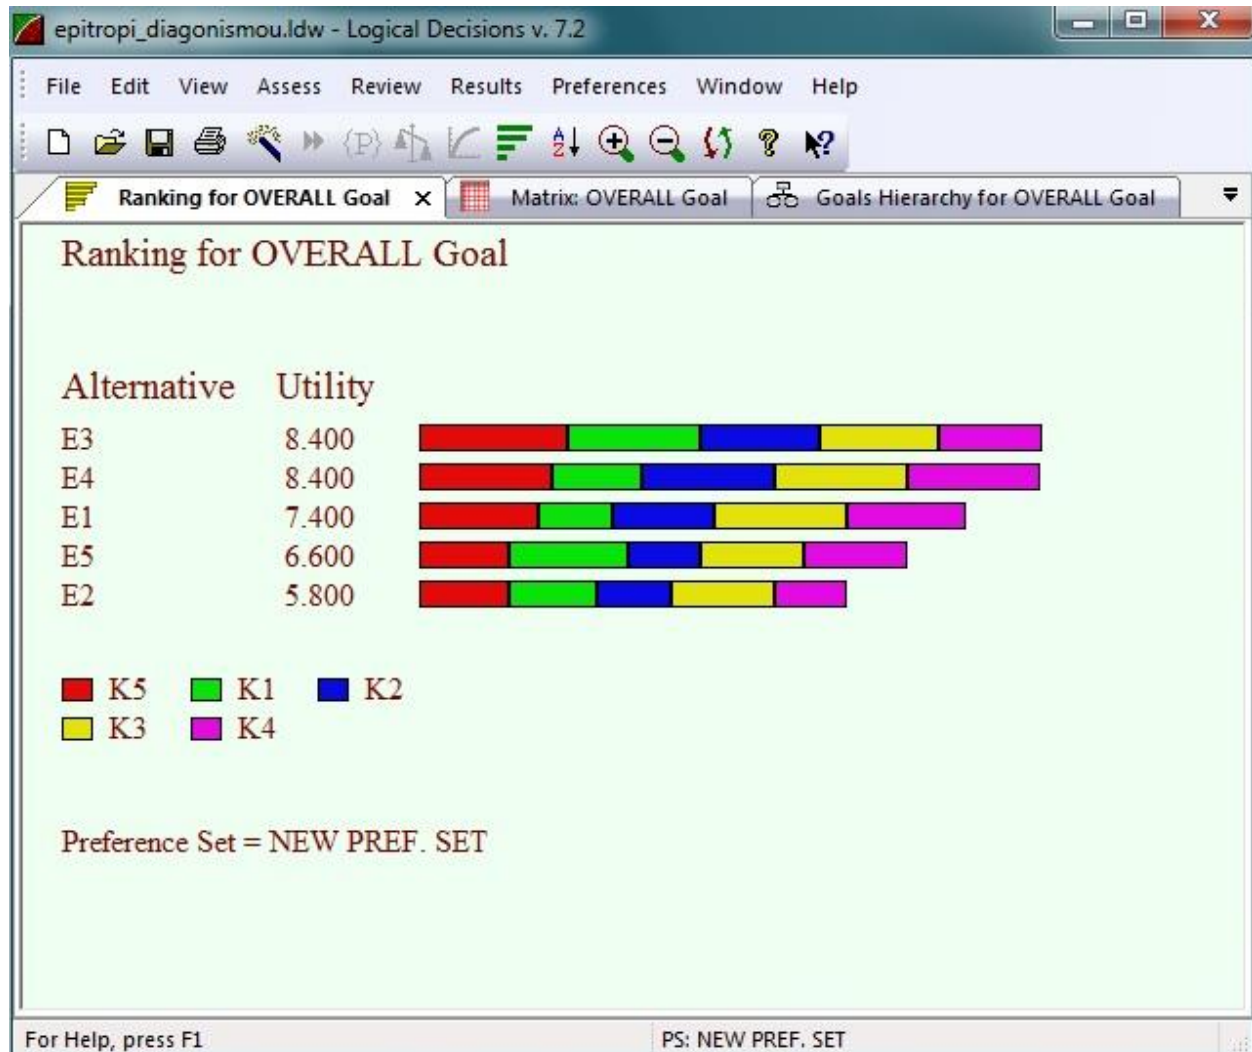 epitropi_diagonismou.ldw - Logical Decisions v. 7.2
File Edit View Assess Review Results Preferences Window Help
Ranking for OVERALL Goal x Matrix: OVERALL Goal Goals Hierarchy for OVERALL Goal
Ranking for OVERALL Goal
Alternative Utility
E3 8.400
E4 8.400
E1 7.400
E5 6.600
E2 5.800
K5 K1 K2
K3 K4
Preference Set = NEW PREF. SET
For Help, press F1 PS: NEW PREF. SET